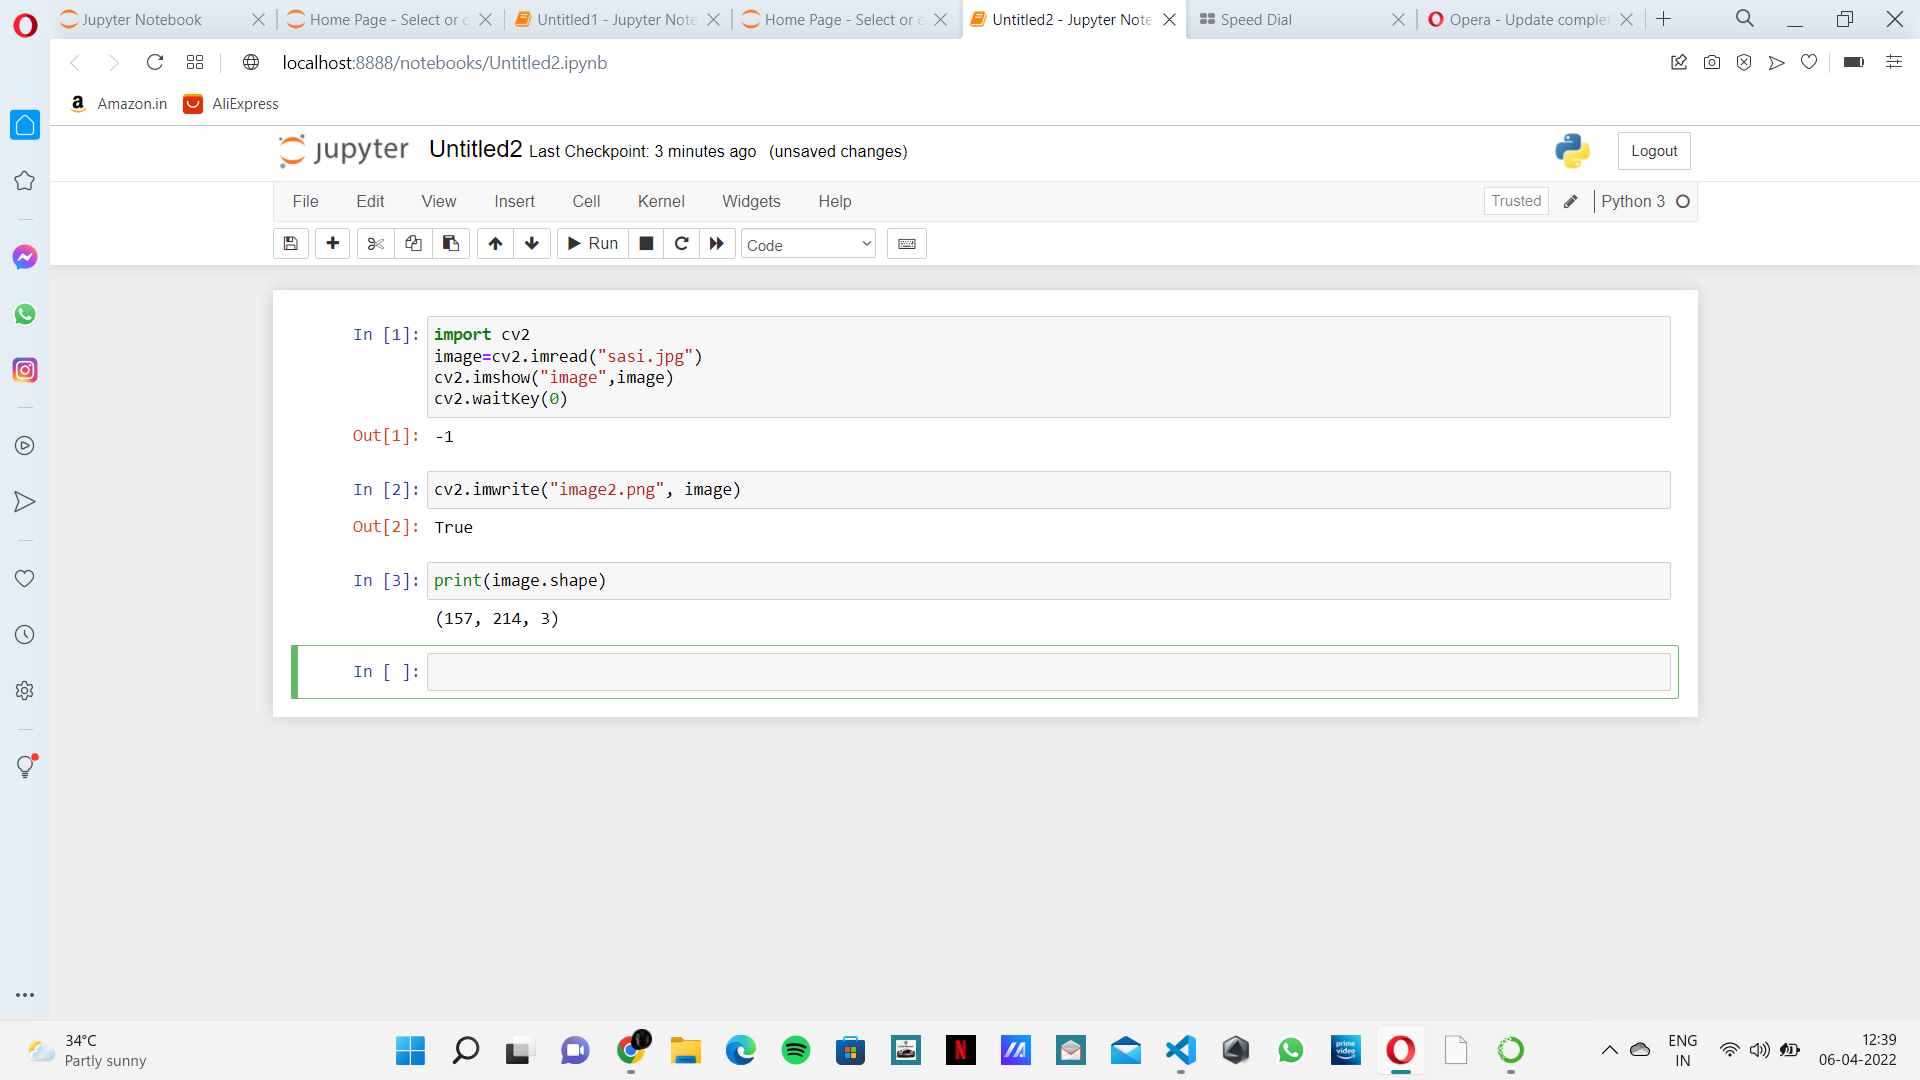 Jupyter Notebook
Home Page - Select or c
Untitled1 - Jupyter Note
Home Page - Select or c
Untitled2 - Jupyter Note
Speed Dial
Opera - Update complet
localhost:8888/notebooks/Untitled2.ipynb
Amazon.in
AliExpress
jupyter Untitled2 Last Checkpoint: 3 minutes ago (unsaved changes)
Logout
File Edit View Insert Cell Kernel Widgets Help
Trusted
Python 3
Run
Code
In [1]: import cv2
image=cv2.imread("sasi.jpg")
cv2.imshow("image",image)
cv2.waitKey(0)
Out[1]: -1
In [2]: cv2.imwrite("image2.png", image)
Out[2]: True
In [3]: print(image.shape)
(157, 214, 3)
In [ ]:
34°C
Partly sunny
prime
video
ENG
IN
12:39
06-04-2022